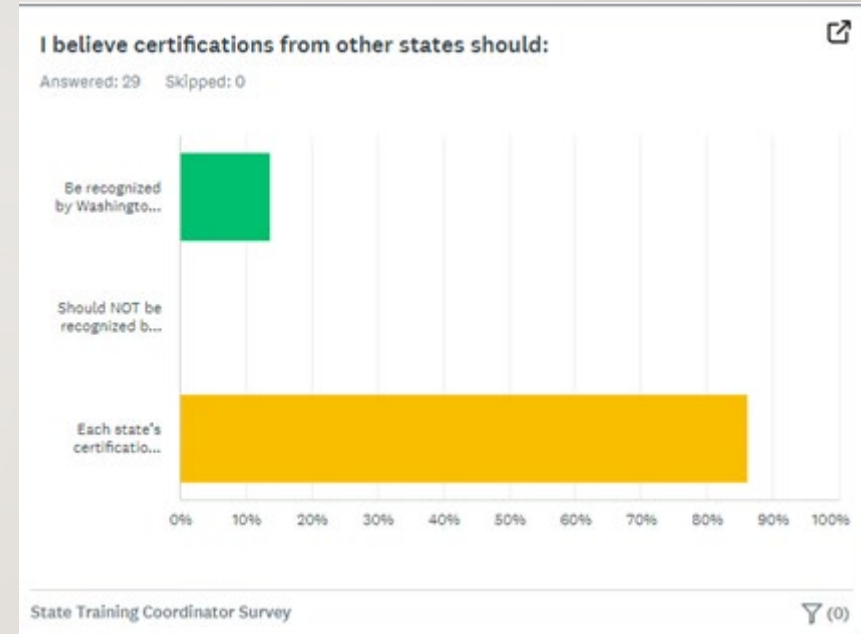 I believe certifications from other states should:
Answered: 29 Skipped: 0
Be recognized
by Washingto...
Should NOT be
recognized b...
Each state's
certificatio...
0% 10% 20% 30% 40% 50% 60% 70% 80% 90% 100%
State Training Coordinator Survey
(0)